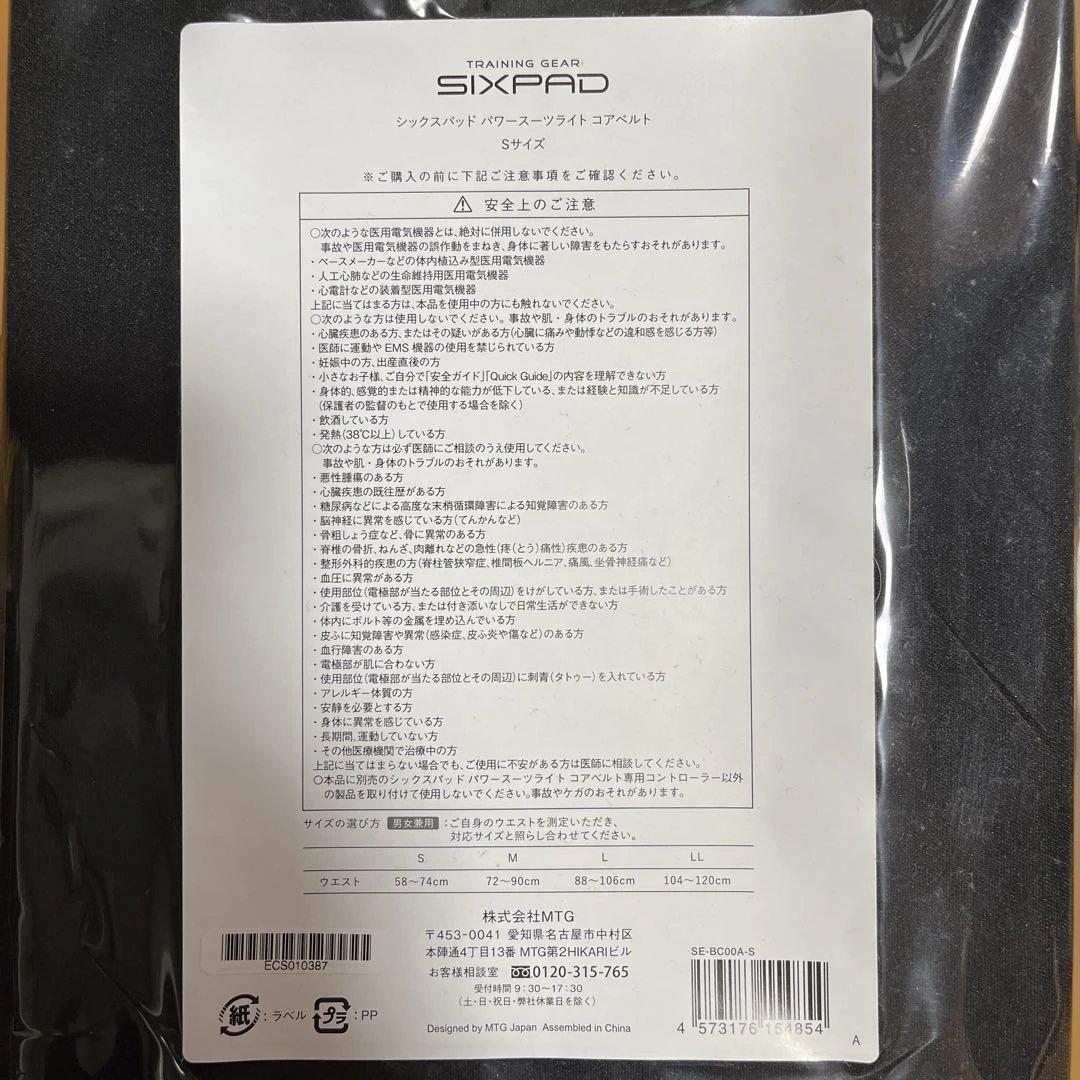 TRAINING GEAR
SIXPAD
シックスパッド パワースーツライト コアベルト
Sサイズ
※ご購入の前に下記ご注意事項をご確認ください。
⚠ 安全上のご注意
○次のような医用電気機器とは、絶対に併用しないでください。
事故や医用電気機器の誤作動をまねき、身体に著しい障害をもたらすおそれがあります。
・ペースメーカーなどの体内植込み型医用電気機器
・人工心肺などの生命維持用医用電気機器
・心電計などの装着型医用電気機器
上記に当てはまる方は、本品を使用中の方にも触れないでください。
○次のような方は使用しないでください。事故や肌・身体のトラブルのおそれがあります。
・心臓疾患のある方、またはその疑いがある方(心臓に痛みや動悸などの違和感を感じる方等)
・医師に運動や EMS 機器の使用を禁じられている方
・妊娠中の方、出産直後の方
・小さなお子様、ご自分で「安全ガイド」「Quick Guide」の内容を理解できない方
・身体的、感覚的または精神的な能力が低下している、または経験と知識が不足している方
(保護者の監督のもとで使用する場合を除く)
・飲酒している方
・発熱(38℃以上)している方
○次のような方は必ず医師にご相談のうえ使用してください。
事故や肌・身体のトラブルのおそれがあります。
・悪性腫瘍のある方
・心臓疾患の既往歴がある方
・糖尿病などによる高度な末梢循環障害による知覚障害のある方
・脳神経に異常を感じている方(てんかんなど)
・骨粗しょう症など、骨に異常のある方
・脊椎の骨折、ねんざ、肉離れなどの急性(疼(とう)痛性)疾患のある方
・整形外科的疾患の方(脊柱管狭窄症、椎間板ヘルニア、痛風、坐骨神経痛など)
・血圧に異常がある方
・使用部位(電極部が当たる部位とその周辺)をけがしている方、または手術したことがある方
・介護を受けている方、または付き添いなしで日常生活ができない方
・体内にボルト等の金属を埋め込んでいる方
・皮ふに知覚障害や異常(感染症、皮ふ炎や傷など)のある方
・血行障害のある方
・電極部が肌に合わない方
・使用部位(電極部が当たる部位とその周辺)に刺青(タトゥー)を入れている方
・アレルギー体質の方
・安静を必要とする方
・身体に異常を感じている方
・長期間、運動していない方
・その他医療機関で治療中の方
上記に当てはまらない場合でも、ご使用に不安がある方は医師に相談してください。
○本品に別売のシックスパッド パワースーツライト コアベルト専用コントローラー以外
の製品を取り付けて使用しないでください。事故やケガのおそれがあります。
サイズの選び方 男女兼用 :ご自身のウエストを測定いただき、
対応サイズと照らし合わせてください。
S M L LL
ウエスト 58〜74cm 72〜90cm 88〜106cm 104〜120cm
株式会社MTG
〒453-0041 愛知県名古屋市中村区
本陣通4丁目13番 MTG第2HIKARIビル
お客様相談室 0120-315-765
受付時間 9:30〜17:30
(土・日・祝日・弊社休業日を除く)
Designed by MTG Japan Assembled in China
ECS010387
紙 :ラベル プラ :PP
SE-BC00A-S
4 573176 154854
A